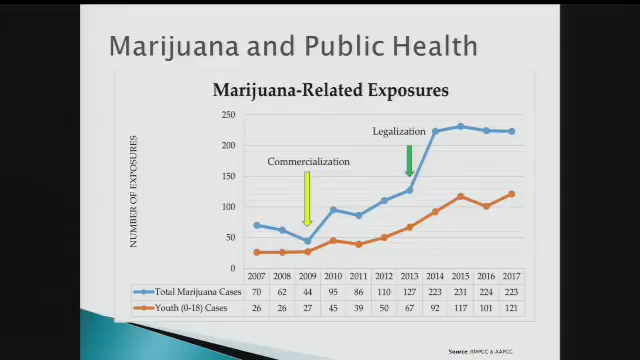 Marijuana and Public Health
Marijuana-Related Exposures
NUMBER OF EXPOSURES
250
200
150
100
50
0
Legalization
Commercialization
2007 2008 2009 2010 2011 2012 2013 2014 2015 2016 2017
Total Marijuana Cases 70 62 44 95 86 110 127 223 231 224 223
Youth (0-18) Cases 26 26 27 45 39 50 67 92 117 101 121
Source: RMPCC & AAPCC